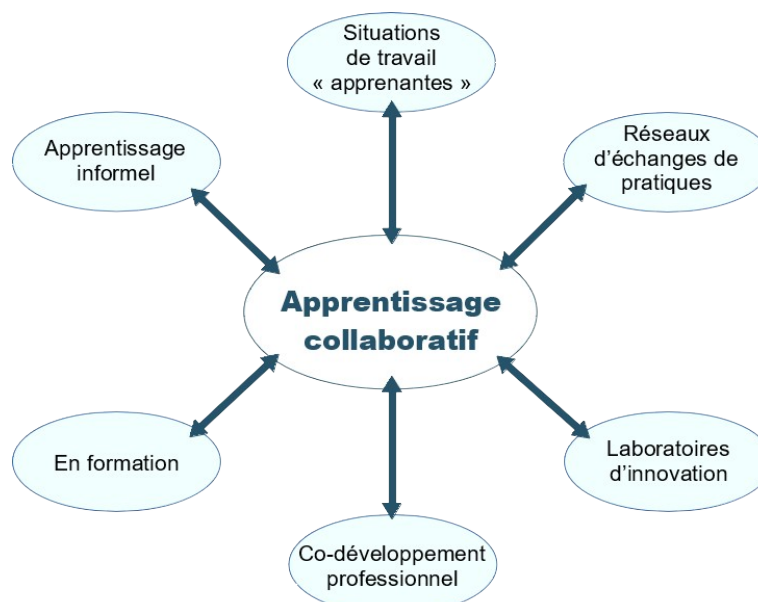 Situations
de travail
« apprenantes »
Apprentissage
informel
Réseaux
d'échanges de
pratiques
Apprentissage
collaboratif
En formation
Laboratoires
d'innovation
Co-développement
professionnel